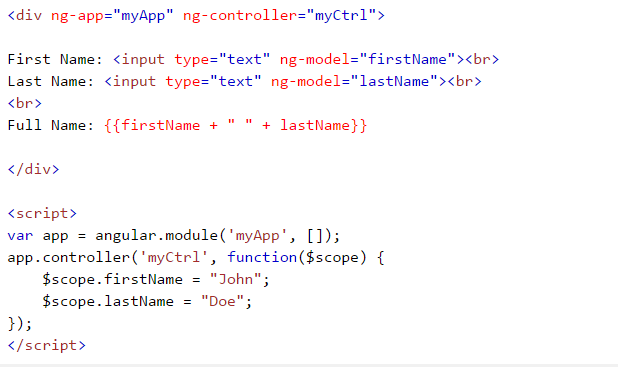 <div ng-app="myApp" ng-controller="myCtrl">
First Name: <input type="text" ng-model="firstName"><br>
Last Name: <input type="text" ng-model="lastName"><br>
<br>
Full Name: {{firstName + " " + lastName}}
</div>
<script>
var app = angular.module('myApp', []);
app.controller('myCtrl', function($scope) {
    $scope.firstName = "John";
    $scope.lastName = "Doe";
});
</script>